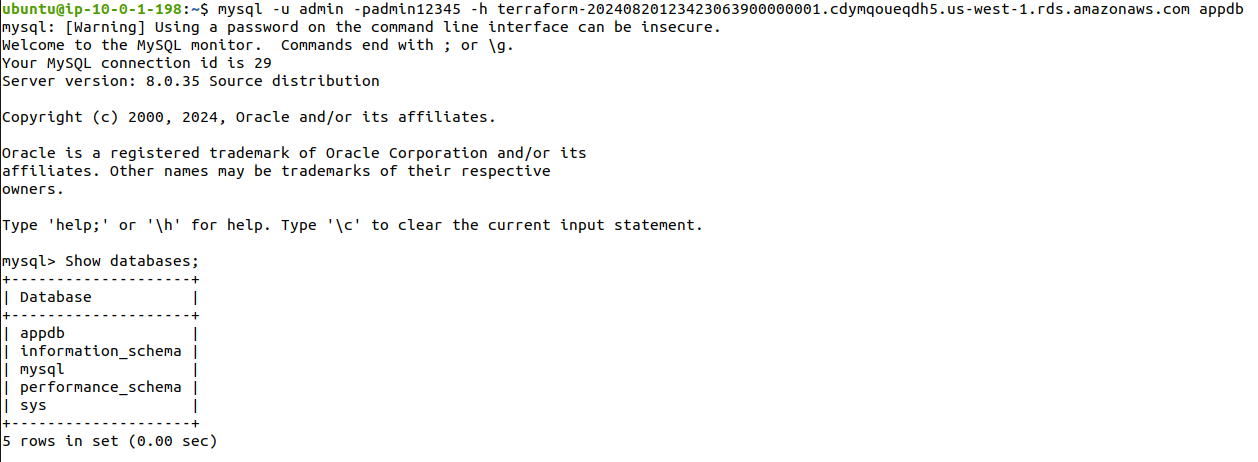 ubuntu@ip-10-0-1-198:~$ mysql -u admin -padmin12345 -h terraform-20240820123423063900000001.cdymqoueqdh5.us-west-1.rds.amazonaws.com appdb
mysql: [Warning] Using a password on the command line interface can be insecure.
Welcome to the MySQL monitor.  Commands end with ; or \g.
Your MySQL connection id is 29
Server version: 8.0.35 Source distribution

Copyright (c) 2000, 2024, Oracle and/or its affiliates.

Oracle is a registered trademark of Oracle Corporation and/or its
affiliates. Other names may be trademarks of their respective
owners.

Type 'help;' or '\h' for help. Type '\c' to clear the current input statement.

mysql> Show databases;
+--------------------+
| Database           |
+--------------------+
| appdb              |
| information_schema |
| mysql              |
| performance_schema |
| sys                |
+--------------------+
5 rows in set (0.00 sec)